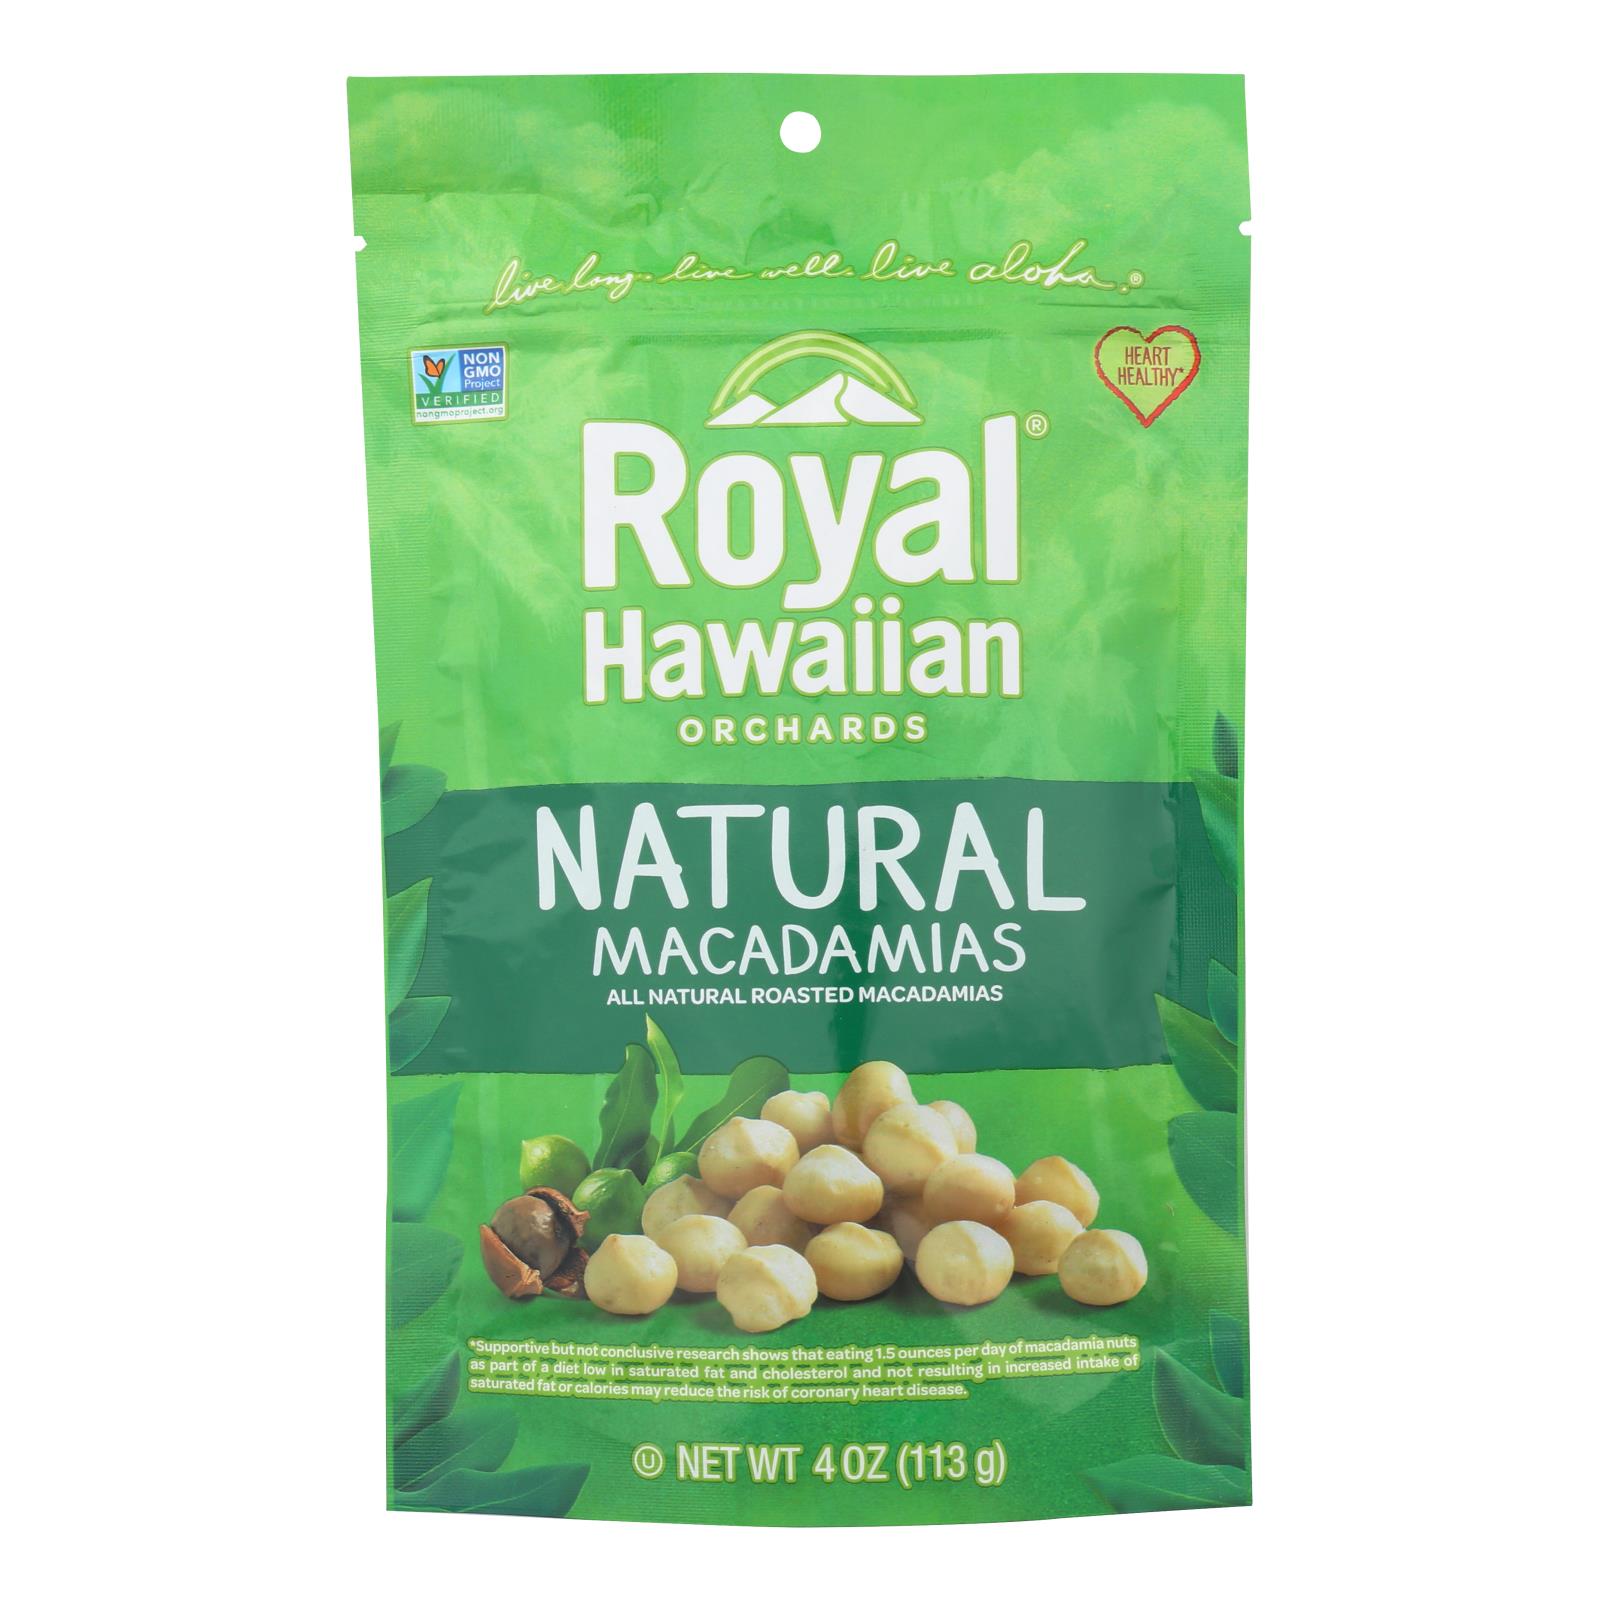 live long. live well. live aloha.®
NON
GMO
Project
VERIFIED
nongmoproject.org
HEART
HEALTHY*
Royal®
Hawaiian
ORCHARDS
NATURAL
MACADAMIAS
ALL NATURAL ROASTED MACADAMIAS
*Supportive but not conclusive research shows that eating 1.5 ounces per day of macadamia nuts
as part of a diet low in saturated fat and cholesterol and not resulting in increased intake of
saturated fat or calories may reduce the risk of coronary heart disease.
U NET WT 4 OZ (113 g)